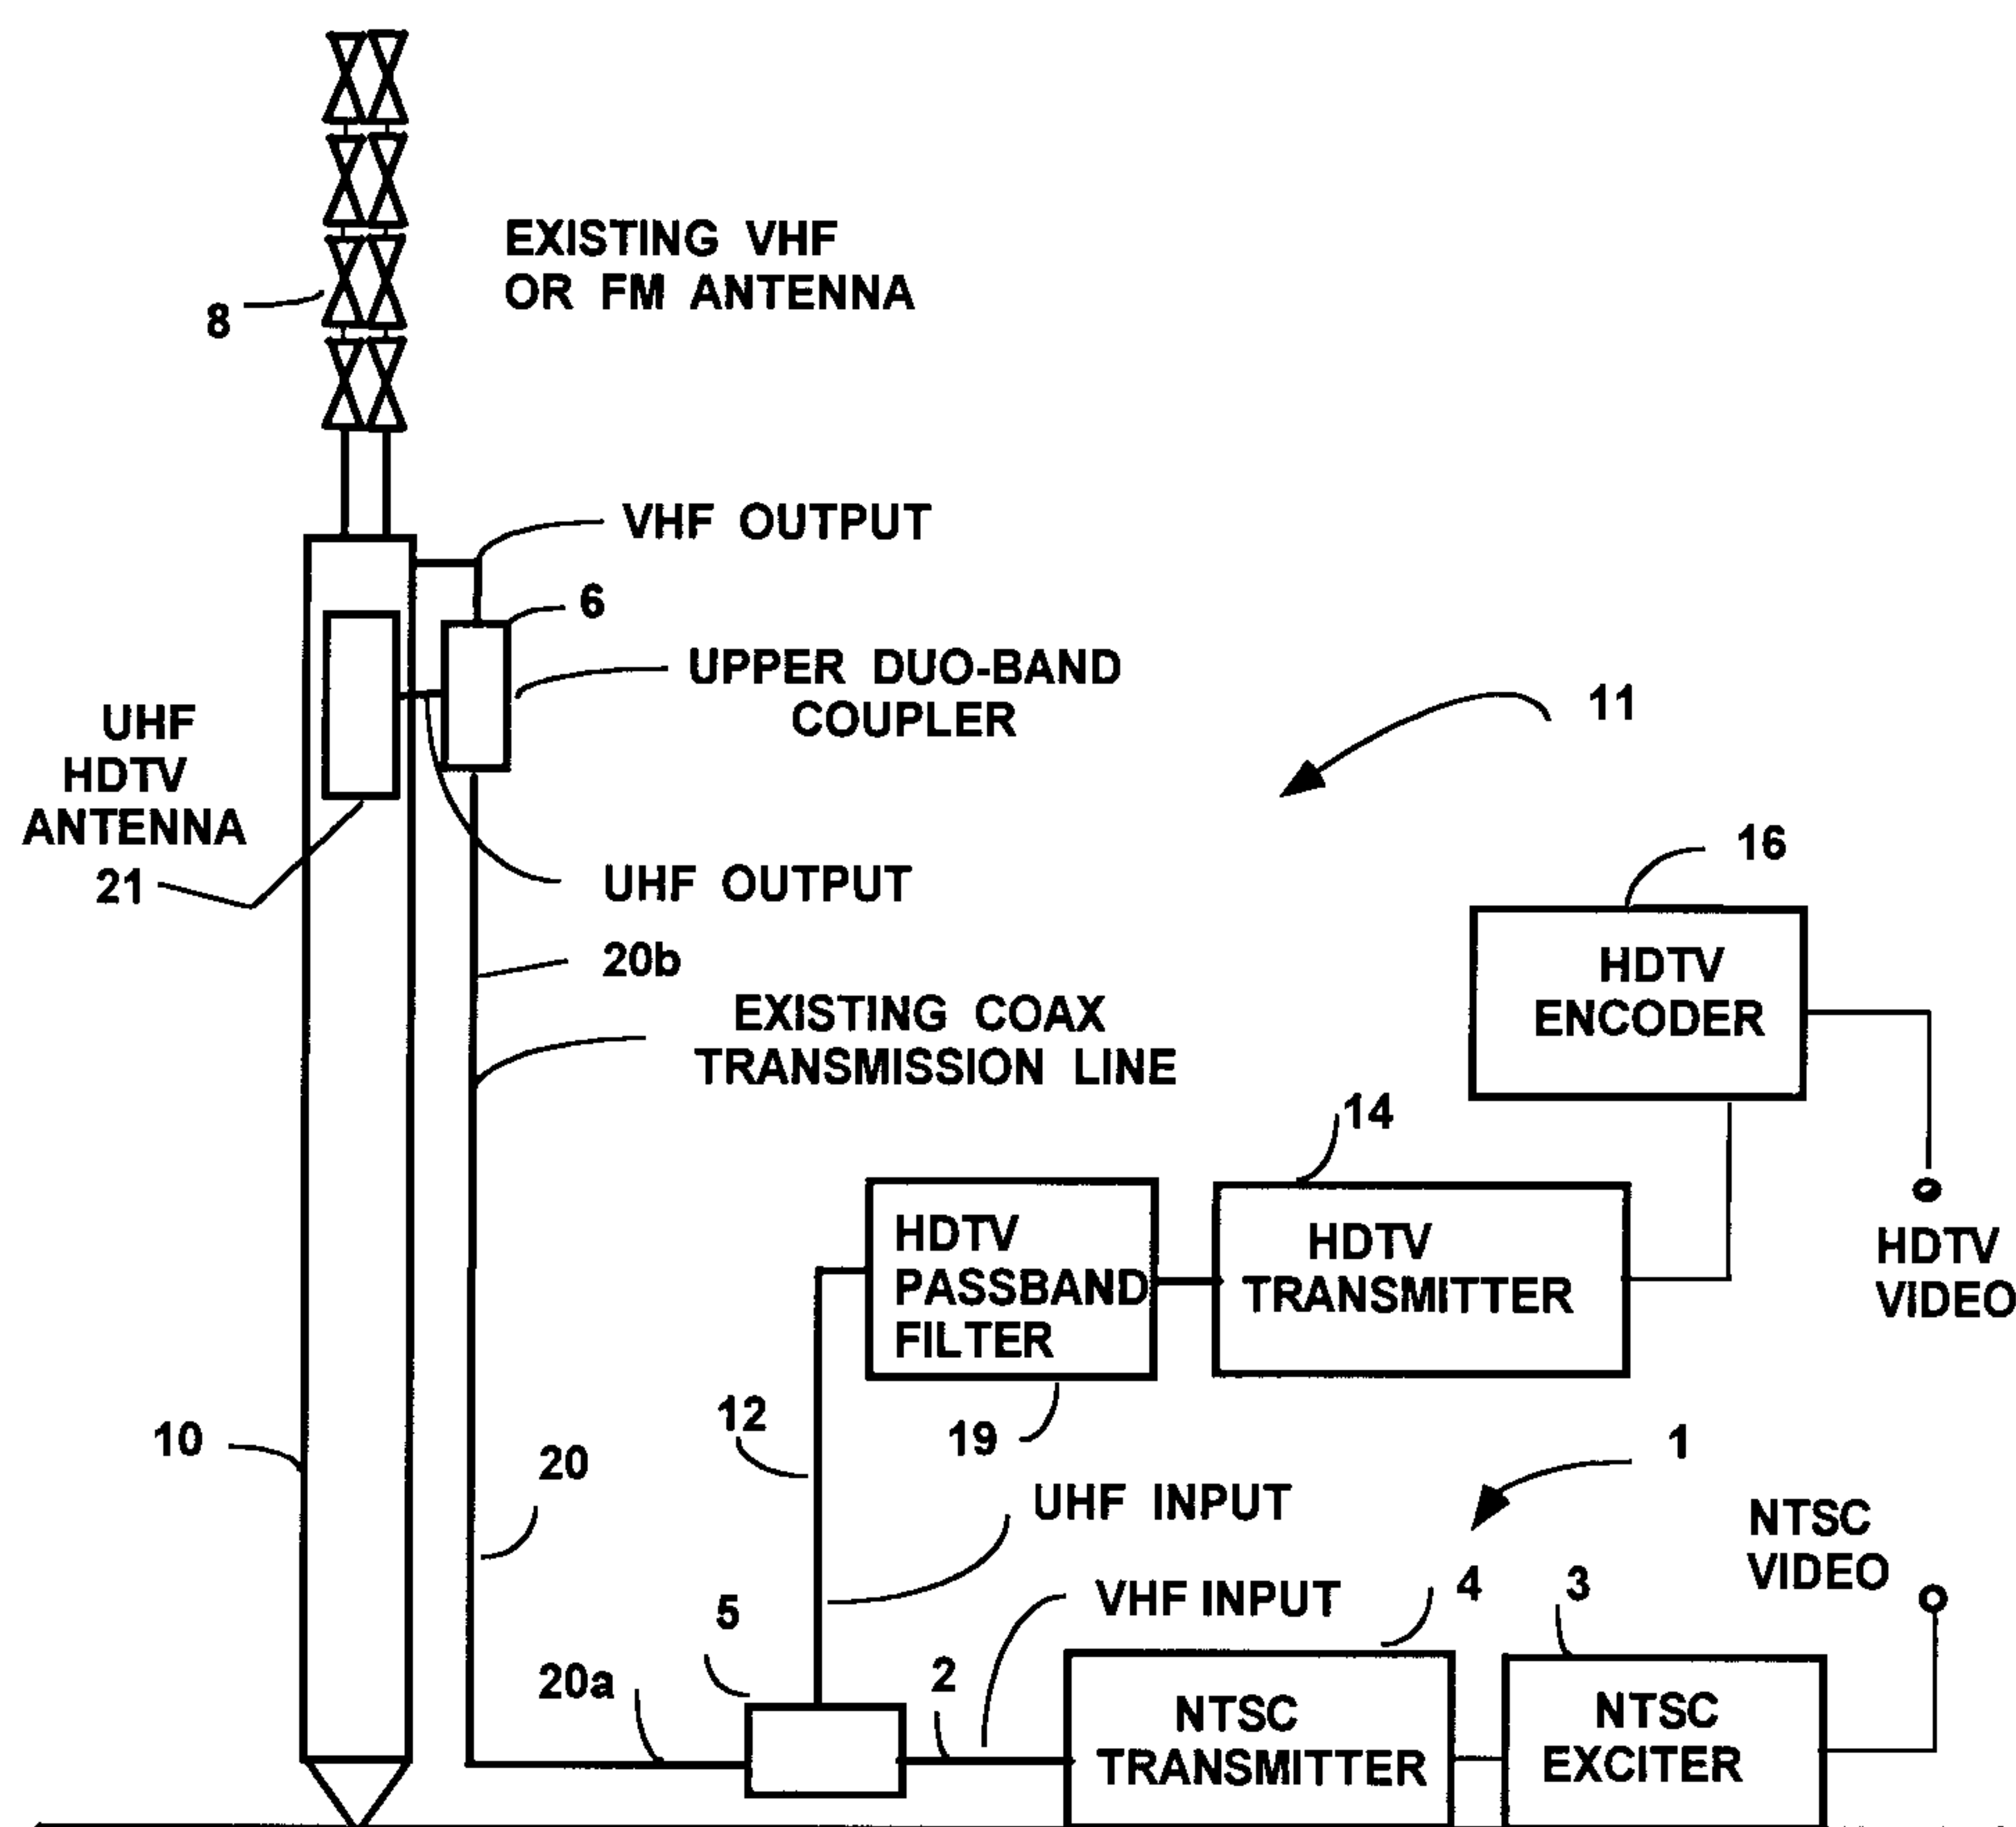 EXISTING VHF
OR FM ANTENNA
8
VHF OUTPUT
6
UPPER DUO-BAND
COUPLER
11
UHF
HDTV
ANTENNA
21
UHF OUTPUT
16
HDTV
ENCODER
20b
EXISTING COAX
TRANSMISSION LINE
14
HDTV
PASSBAND
FILTER
HDTV
TRANSMITTER
HDTV
VIDEO
12
19
10
20
1
UHF INPUT
NTSC
VIDEO
VHF INPUT
4
3
5
20a
2
NTSC
TRANSMITTER
NTSC
EXCITER